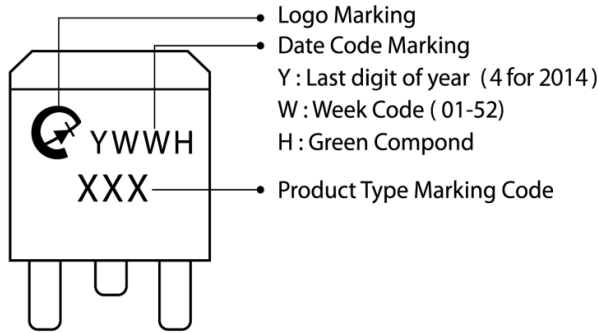 Logo Marking
Date Code Marking
Y : Last digit of year ( 4 for 2014 )
W : Week Code ( 01-52)
H : Green Compond
YWWH
XXX
Product Type Marking Code